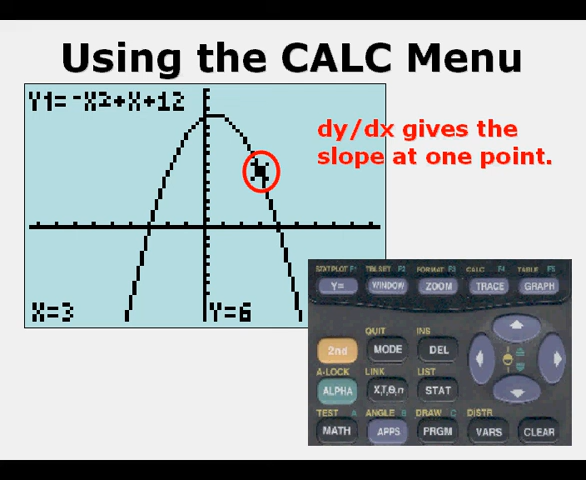 Using the CALC Menu
Y1=-X²+X+12
dy/dx gives the
slope at one point.
X=3 Y=6
STAT PLOT F1 TBLSET F2 FORMAT F3 CALC F4 TABLE F5
Y= WINDOW ZOOM TRACE GRAPH
QUIT INS
2nd MODE DEL
A-LOCK LINK LIST
ALPHA X,T,θ,n STAT
TEST A ANGLE B DRAW C DISTR
MATH APPS PRGM VARS CLEAR